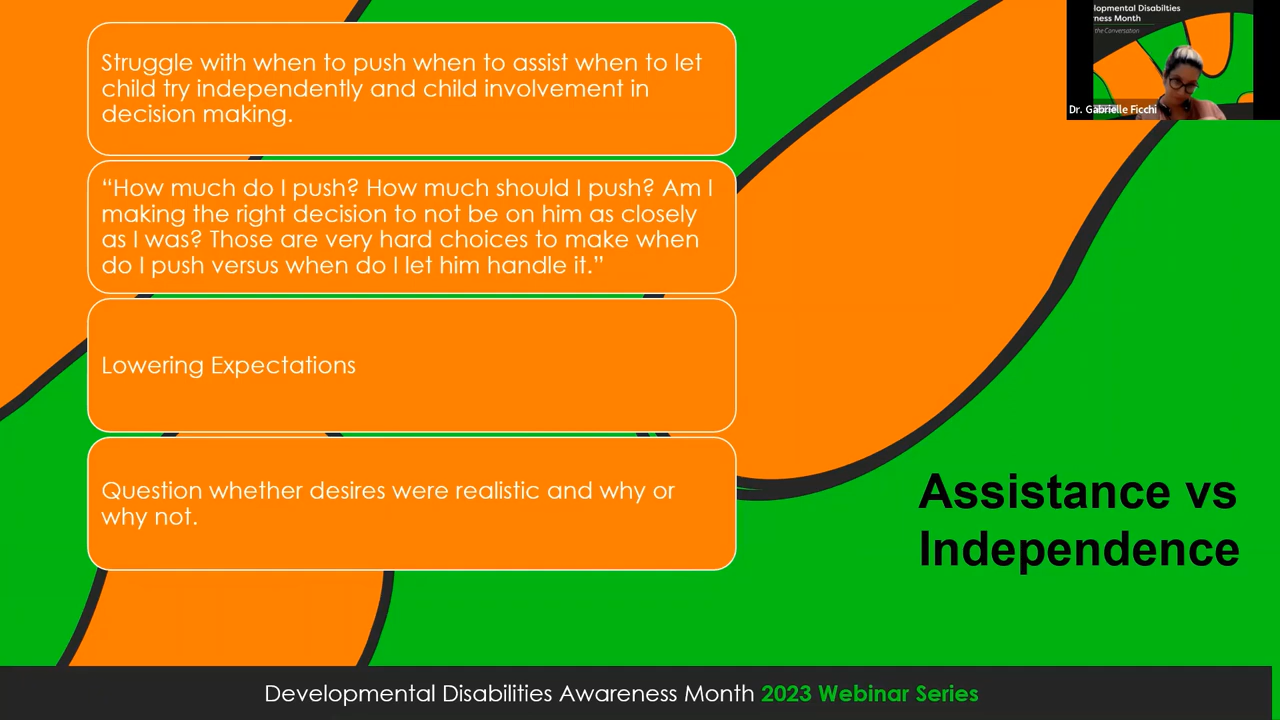 Struggle with when to push when to assist when to let
child try independently and child involvement in
decision making.
“How much do I push? How much should I push? Am I
making the right decision to not be on him as closely
as I was? Those are very hard choices to make when
do I push versus when do I let him handle it.”
Lowering Expectations
Question whether desires were realistic and why or
why not.
Assistance vs
Independence
lopmental Disabilties
ness Month
the Conversation
Dr. Gabrielle Ficchi
Developmental Disabilities Awareness Month 2023 Webinar Series